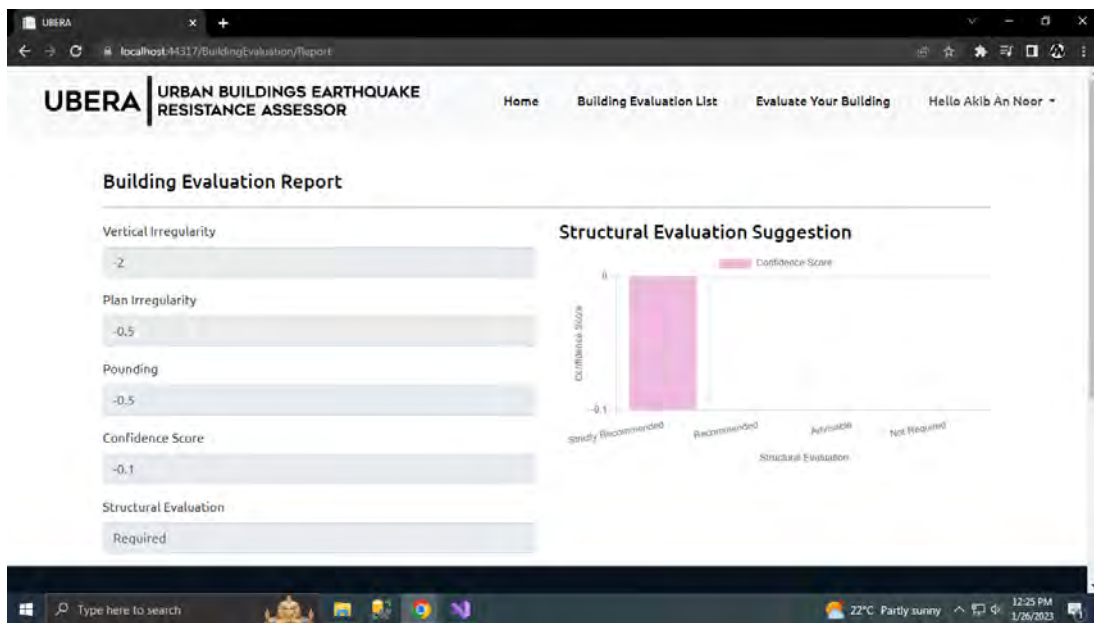 UBERA
localhost:44317/BuildingEvaluation/Report
UBERA
URBAN BUILDINGS EARTHQUAKE
RESISTANCE ASSESSOR
Home
Building Evaluation List
Evaluate Your Building
Hello Akib An Noor
Building Evaluation Report
Vertical Irregularity
-2
Plan Irregularity
-0.5
Pounding
-0.5
Confidence Score
-0.1
Structural Evaluation
Required
Structural Evaluation Suggestion
Confidence Score
0
Confidence Score
-0.1
Strictly Recommended
Recommended
Advisable
Not Required
Structural Evaluation
Type here to search
22°C Partly sunny
12:25 PM
1/26/2023